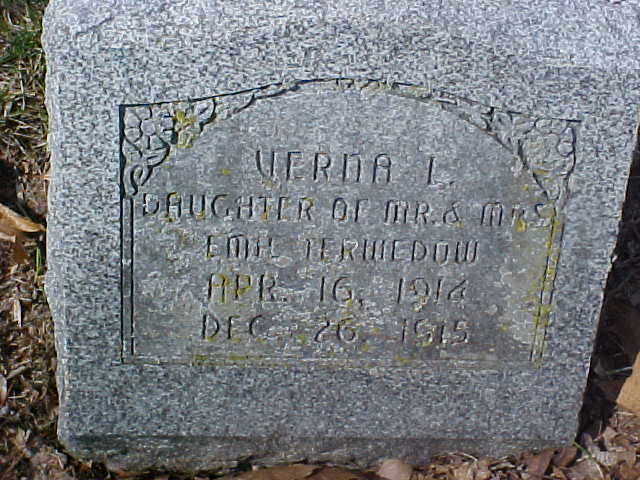 VERNA L.
DAUGHTER OF MR. & MRS.
EMIL TERWEDOW
APR. 16, 1914
DEC. 26, 1915